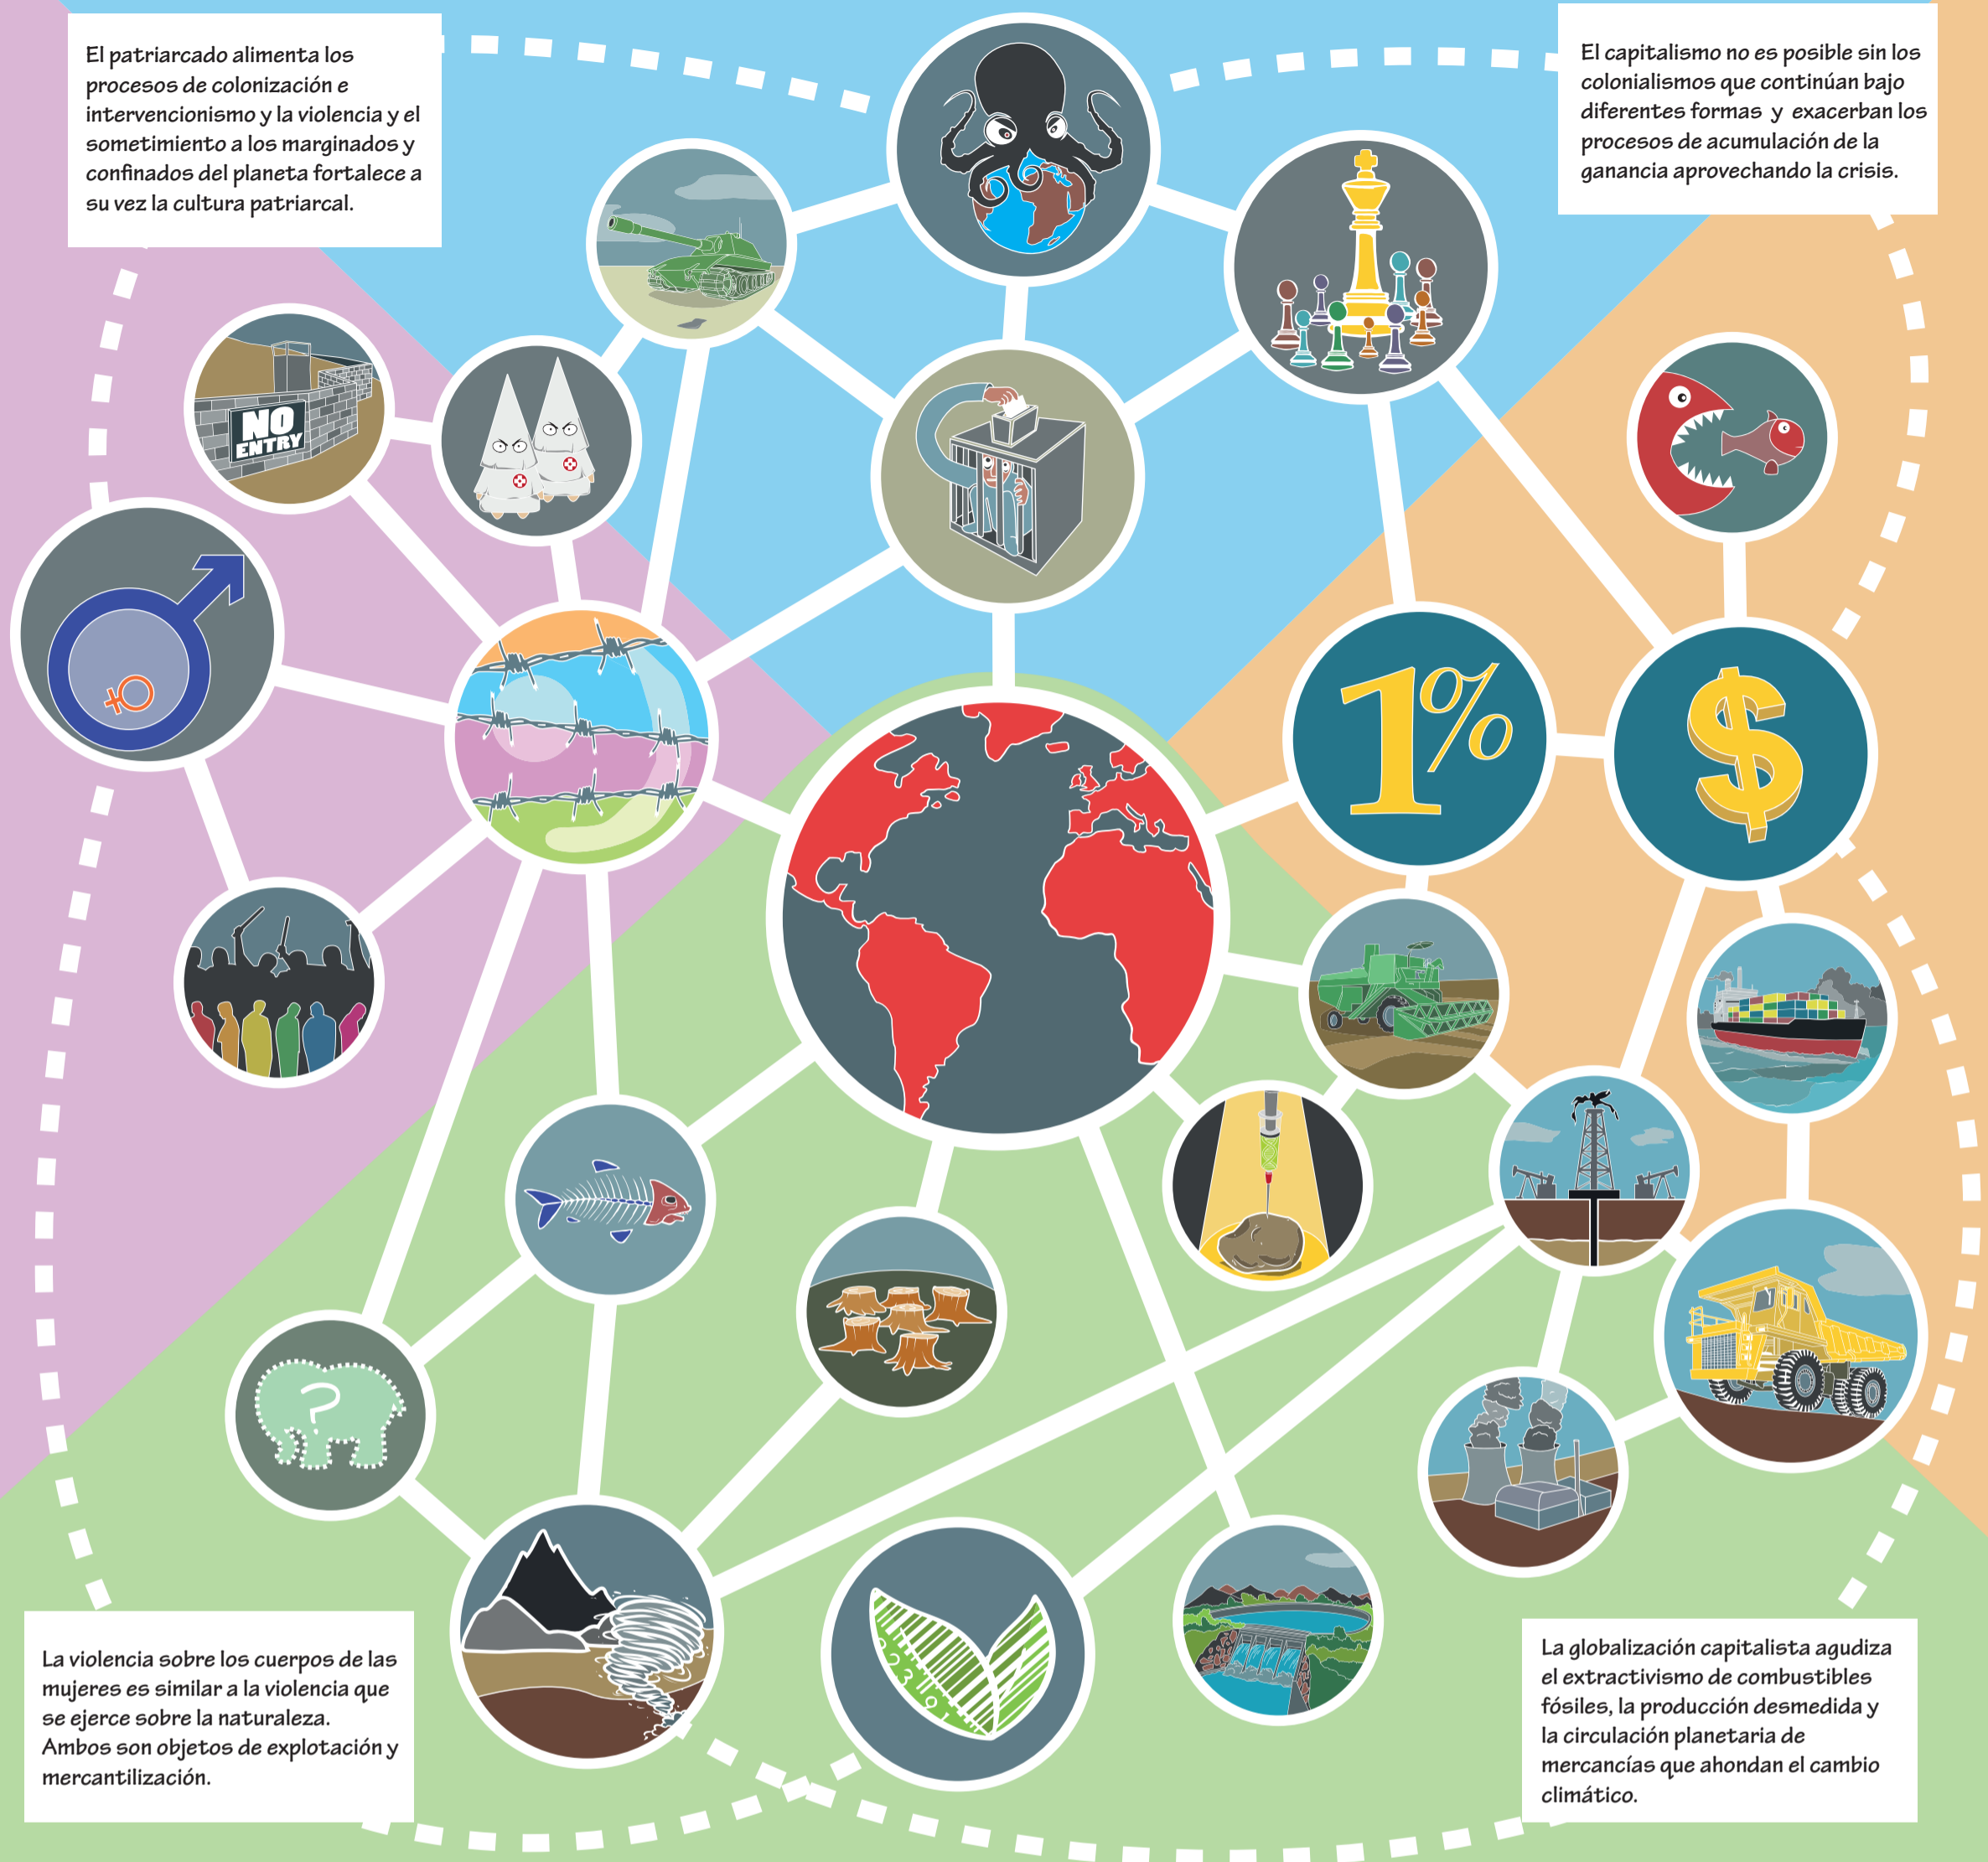 El patriarcado alimenta los
procesos de colonización e
intervencionismo y la violencia y el
sometimiento a los marginados y
confinados del planeta fortalece a
su vez la cultura patriarcal.
El capitalismo no es posible sin los
colonialismos que continúan bajo
diferentes formas y exacerban los
procesos de acumulación de la
ganancia aprovechando la crisis.
NO
ENTRY
1%
$
?
La violencia sobre los cuerpos de las
mujeres es similar a la violencia que
se ejerce sobre la naturaleza.
Ambos son objetos de explotación y
mercantilización.
La globalización capitalista agudiza
el extractivismo de combustibles
fósiles, la producción desmedida y
la circulación planetaria de
mercancías que ahondan el cambio
climático.